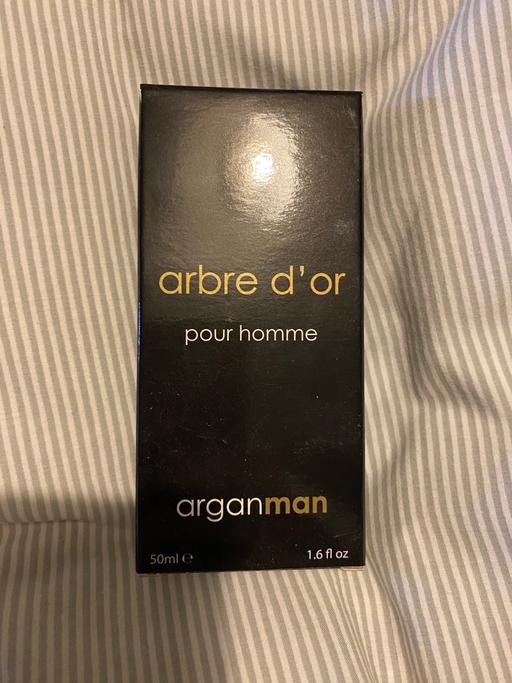 arbre d'or
pour homme
arganman
50ml ℮ 1.6 fl oz